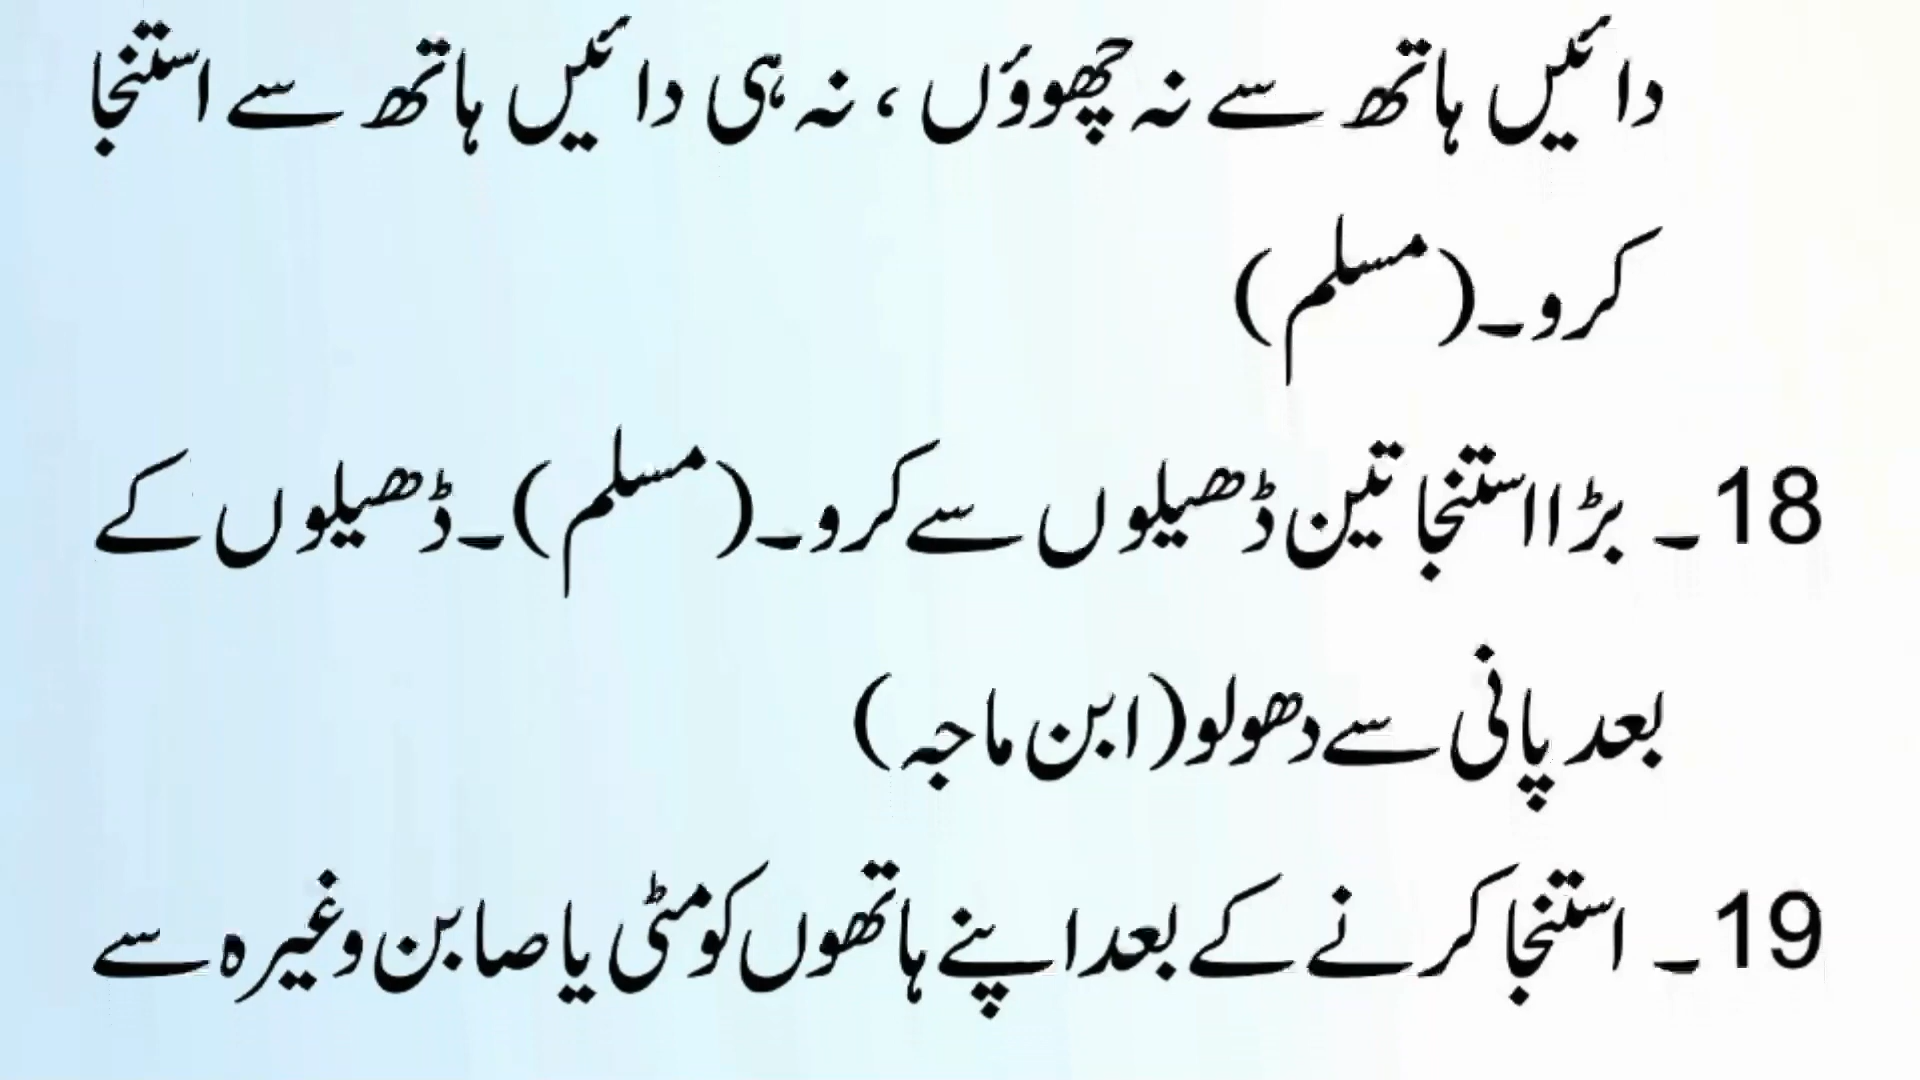 دائیں ہاتھ سے نہ چھوؤں، نہ ہی دائیں ہاتھ سے استنجا
کرو۔(مسلم)
18۔ بڑا استنجا تین ڈھیلوں سے کرو۔(مسلم)۔ڈھیلوں کے
بعد پانی سے دھولو(ابن ماجہ)
19۔ استنجا کرنے کے بعد اپنے ہاتھوں کو مٹی یا صابن وغیرہ سے